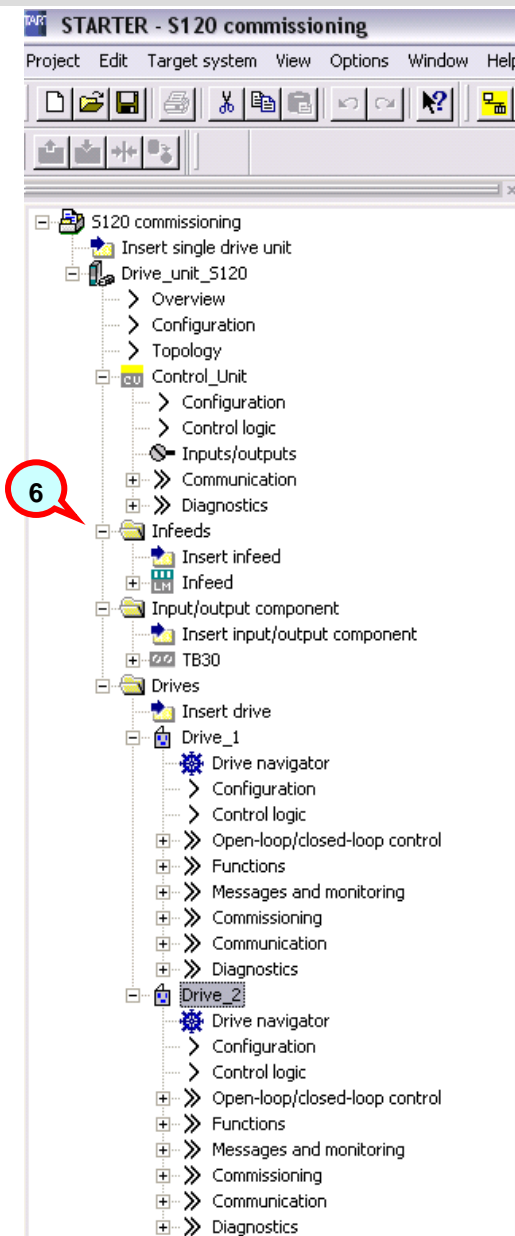 STARTER - S120 commissioning
Project Edit Target system View Options Window Help
S120 commissioning
Insert single drive unit
Drive_unit_S120
Overview
Configuration
Topology
CU Control_Unit
Configuration
Control logic
Inputs/outputs
Communication
6
Diagnostics
Infeeds
Insert infeed
LM Infeed
Input/output component
Insert input/output component
TB30
Drives
Insert drive
Drive_1
Drive navigator
Configuration
Control logic
Open-loop/closed-loop control
Functions
Messages and monitoring
Commissioning
Communication
Diagnostics
Drive_2
Drive navigator
Configuration
Control logic
Open-loop/closed-loop control
Functions
Messages and monitoring
Commissioning
Communication
Diagnostics